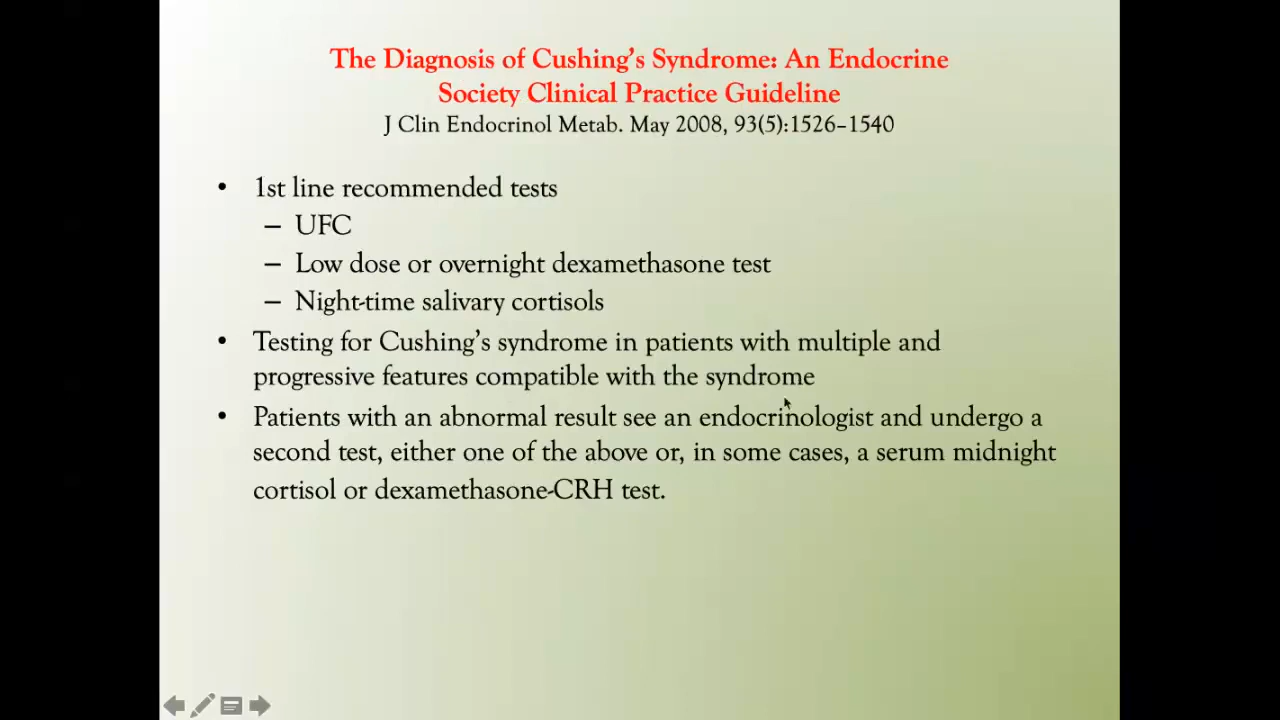 The Diagnosis of Cushing's Syndrome: An Endocrine
Society Clinical Practice Guideline
J Clin Endocrinol Metab. May 2008, 93(5):1526–1540
• 1st line recommended tests
– UFC
– Low dose or overnight dexamethasone test
– Night-time salivary cortisols
• Testing for Cushing's syndrome in patients with multiple and
progressive features compatible with the syndrome
• Patients with an abnormal result see an endocrinologist and undergo a
second test, either one of the above or, in some cases, a serum midnight
cortisol or dexamethasone-CRH test.